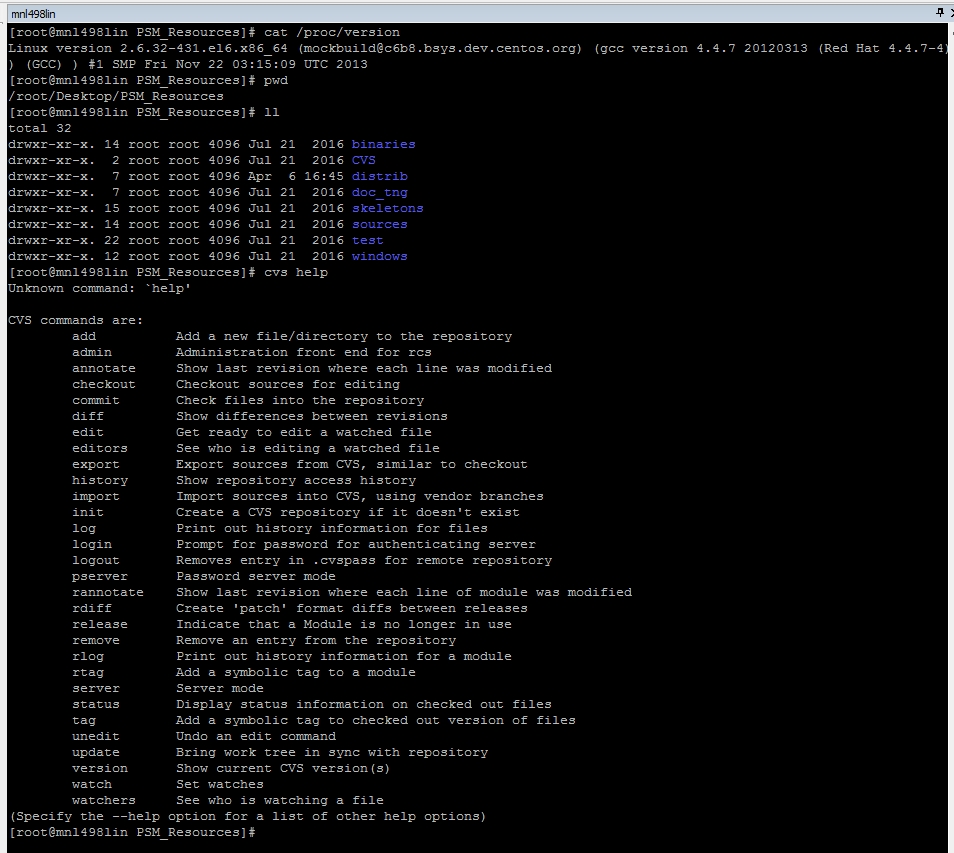 mnl498lin
[root@mnl498lin PSM_Resources]# cat /proc/version
Linux version 2.6.32-431.el6.x86_64 (mockbuild@c6b8.bsys.dev.centos.org) (gcc version 4.4.7 20120313 (Red Hat 4.4.7-4)
) (GCC) ) #1 SMP Fri Nov 22 03:15:09 UTC 2013
[root@mnl498lin PSM_Resources]# pwd
/root/Desktop/PSM_Resources
[root@mnl498lin PSM_Resources]# ll
total 32
drwxr-xr-x. 14 root root 4096 Jul 21  2016 binaries
drwxr-xr-x.  2 root root 4096 Jul 21  2016 CVS
drwxr-xr-x.  7 root root 4096 Apr  6 16:45 distrib
drwxr-xr-x.  7 root root 4096 Jul 21  2016 doc_tng
drwxr-xr-x. 15 root root 4096 Jul 21  2016 skeletons
drwxr-xr-x. 14 root root 4096 Jul 21  2016 sources
drwxr-xr-x. 22 root root 4096 Jul 21  2016 test
drwxr-xr-x. 12 root root 4096 Jul 21  2016 windows
[root@mnl498lin PSM_Resources]# cvs help
Unknown command: `help'
CVS commands are:
add          Add a new file/directory to the repository
admin        Administration front end for rcs
annotate     Show last revision where each line was modified
checkout     Checkout sources for editing
commit       Check files into the repository
diff         Show differences between revisions
edit         Get ready to edit a watched file
editors      See who is editing a watched file
export       Export sources from CVS, similar to checkout
history      Show repository access history
import       Import sources into CVS, using vendor branches
init         Create a CVS repository if it doesn't exist
log          Print out history information for files
login        Prompt for password for authenticating server
logout       Removes entry in .cvspass for remote repository
pserver      Password server mode
rannotate    Show last revision where each line of module was modified
rdiff        Create 'patch' format diffs between releases
release      Indicate that a Module is no longer in use
remove       Remove an entry from the repository
rlog         Print out history information for a module
rtag         Add a symbolic tag to a module
server       Server mode
status       Display status information on checked out files
tag          Add a symbolic tag to checked out version of files
unedit       Undo an edit command
update       Bring work tree in sync with repository
version      Show current CVS version(s)
watch        Set watches
watchers     See who is watching a file
(Specify the --help option for a list of other help options)
[root@mnl498lin PSM_Resources]#